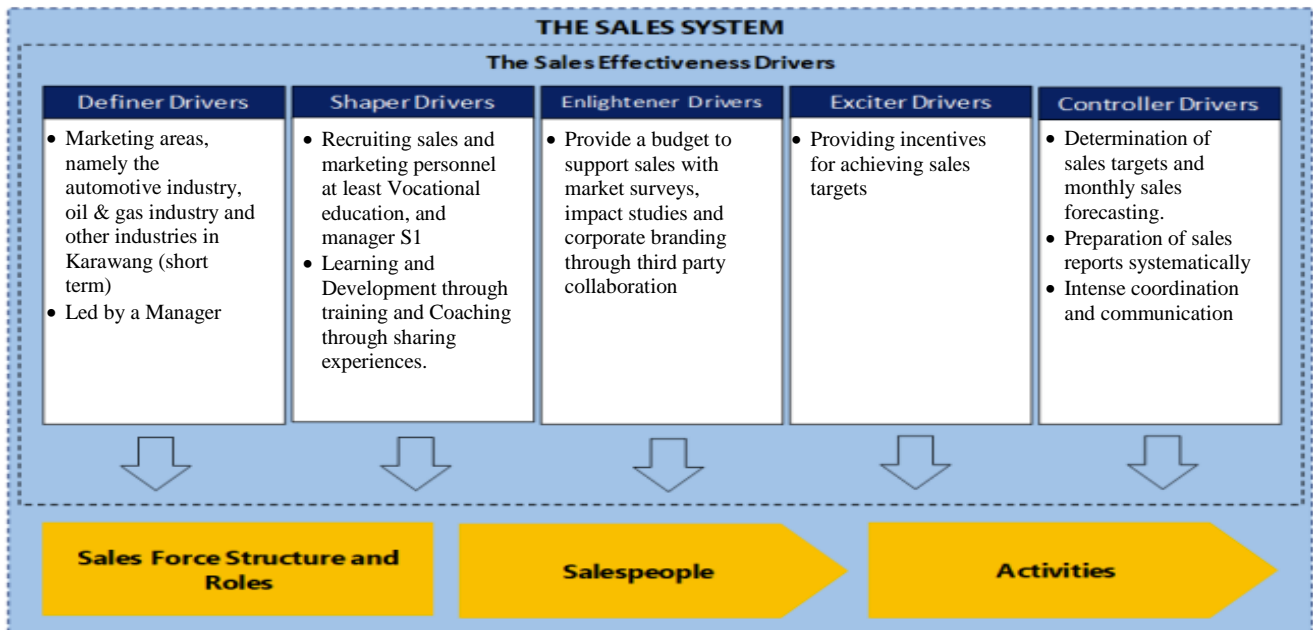 THE SALES SYSTEM
The Sales Effectiveness Drivers
Definer Drivers
• Marketing areas,
namely the
automotive industry,
oil & gas industry and
other industries in
Karawang (short
term)
• Led by a Manager
Shaper Drivers
• Recruiting sales and
marketing personnel
at least Vocational
education, and
manager S1
• Learning and
Development through
training and Coaching
through sharing
experiences.
Enlightener Drivers
• Provide a budget to
support sales with
market surveys,
impact studies and
corporate branding
through third party
collaboration
Exciter Drivers
• Providing incentives
for achieving sales
targets
Controller Drivers
• Determination of
sales targets and
monthly sales
forecasting.
• Preparation of sales
reports systematically
• Intense coordination
and communication
Sales Force Structure and
Roles
Salespeople
Activities